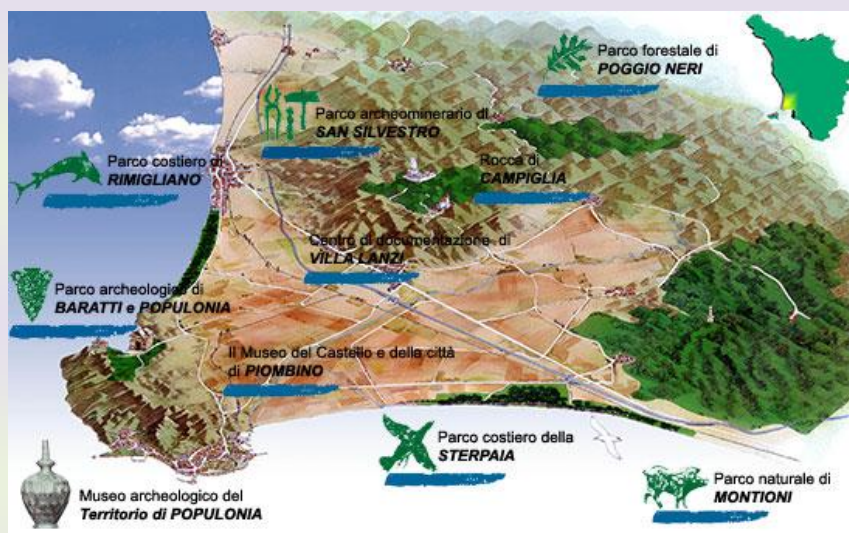 Parco forestale di
POGGIO NERI
Parco archeominerario di
SAN SILVESTRO
Parco costiero di
RIMIGLIANO
Rocca di
CAMPIGLIA
Centro di documentazione di
VILLA LANZI
Parco archeologico di
BARATTI e POPULONIA
Il Museo del Castello e della città
di PIOMBINO
Parco costiero della
STERPAIA
Museo archeologico del
Territorio di POPULONIA
Parco naturale di
MONTIONI